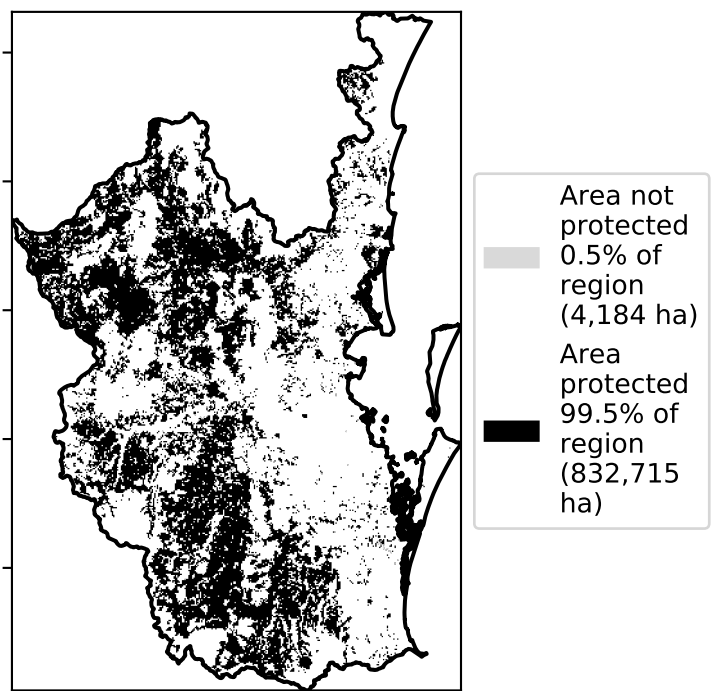 Area not
protected
0.5% of
region
(4,184 ha)
Area
protected
99.5% of
region
(832,715
ha)